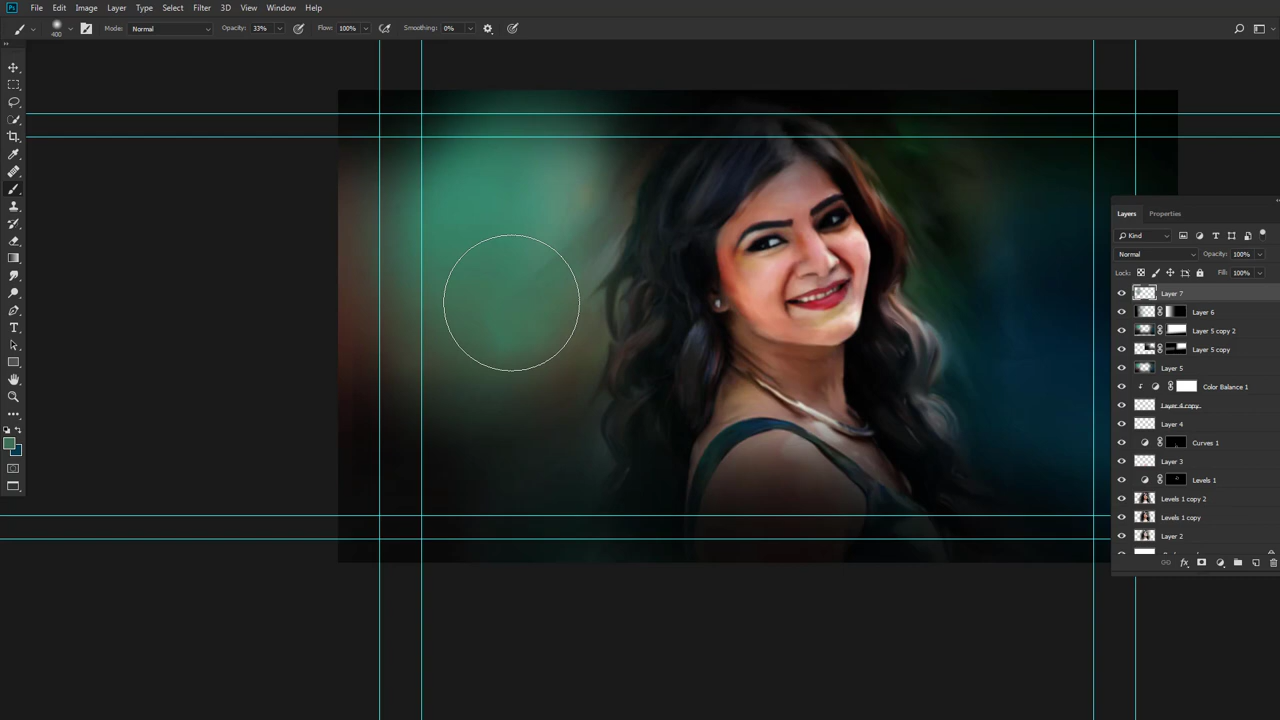 Ps File Edit Image Layer Type Select Filter 3D View Window Help
400 Mode: Normal Opacity: 33% Flow: 100% Smoothing: 0%
Layers Properties
Kind
Normal Opacity: 100%
Lock: Fill: 100%
Layer 7
Layer 6
Layer 5 copy 2
Layer 5 copy
Layer 5
Color Balance 1
Layer 4 copy
Layer 4
Curves 1
Layer 3
Levels 1
Levels 1 copy 2
Levels 1 copy
Layer 2
fx